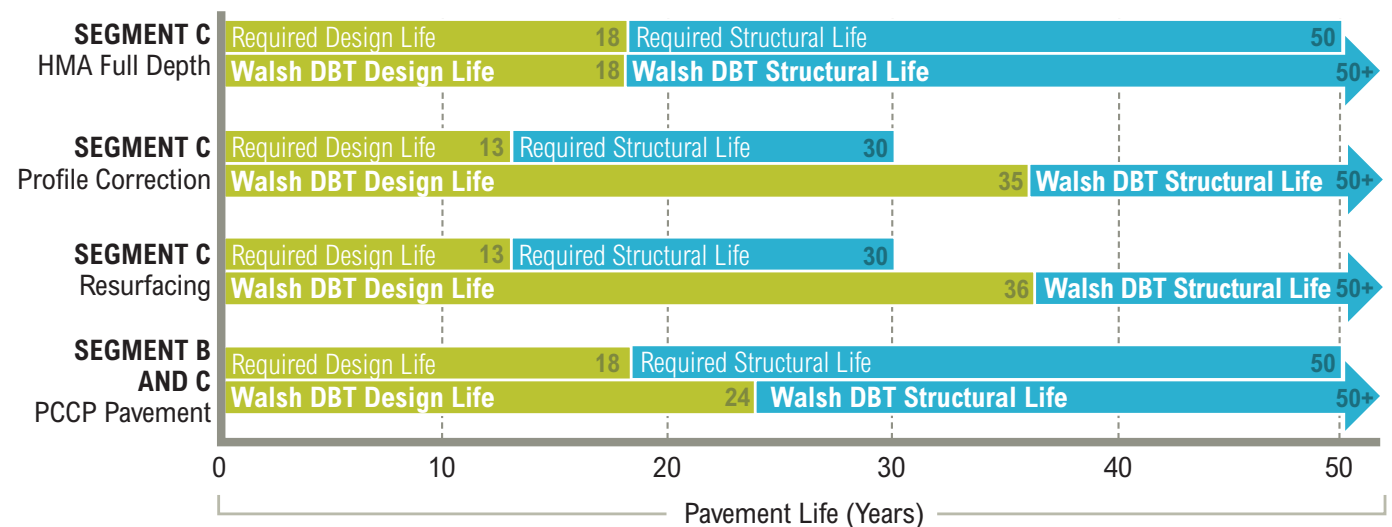 SEGMENT C
HMA Full Depth
Required Design Life 18 Required Structural Life 50
Walsh DBT Design Life 18 Walsh DBT Structural Life 50+
SEGMENT C
Profile Correction
Required Design Life 13 Required Structural Life 30
Walsh DBT Design Life 35 Walsh DBT Structural Life 50+
SEGMENT C
Resurfacing
Required Design Life 13 Required Structural Life 30
Walsh DBT Design Life 36 Walsh DBT Structural Life 50+
SEGMENT B
AND C
PCCP Pavement
Required Design Life 18 Required Structural Life 50
Walsh DBT Design Life 24 Walsh DBT Structural Life 50+
0 10 20 30 40 50
Pavement Life (Years)